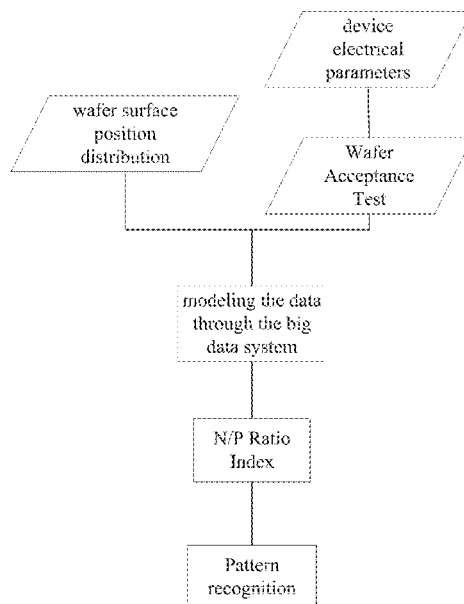 device
electrical
parameters
wafer surface
position
distribution
Wafer
Acceptance
Test
modeling the data
through the big
data system
N/P Ratio
Index
Pattern
recognition